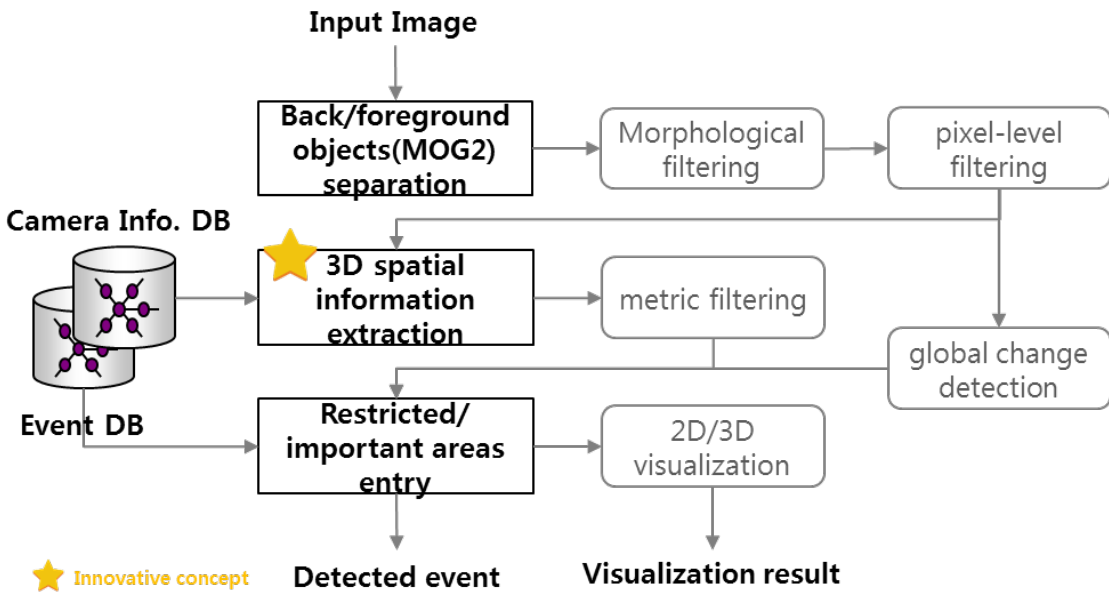 Input Image
Back/foreground
objects(MOG2)
separation
Morphological
filtering
pixel-level
filtering
Camera Info. DB
3D spatial
information
extraction
metric filtering
global change
detection
Event DB
Restricted/
important areas
entry
2D/3D
visualization
Innovative concept
Detected event
Visualization result